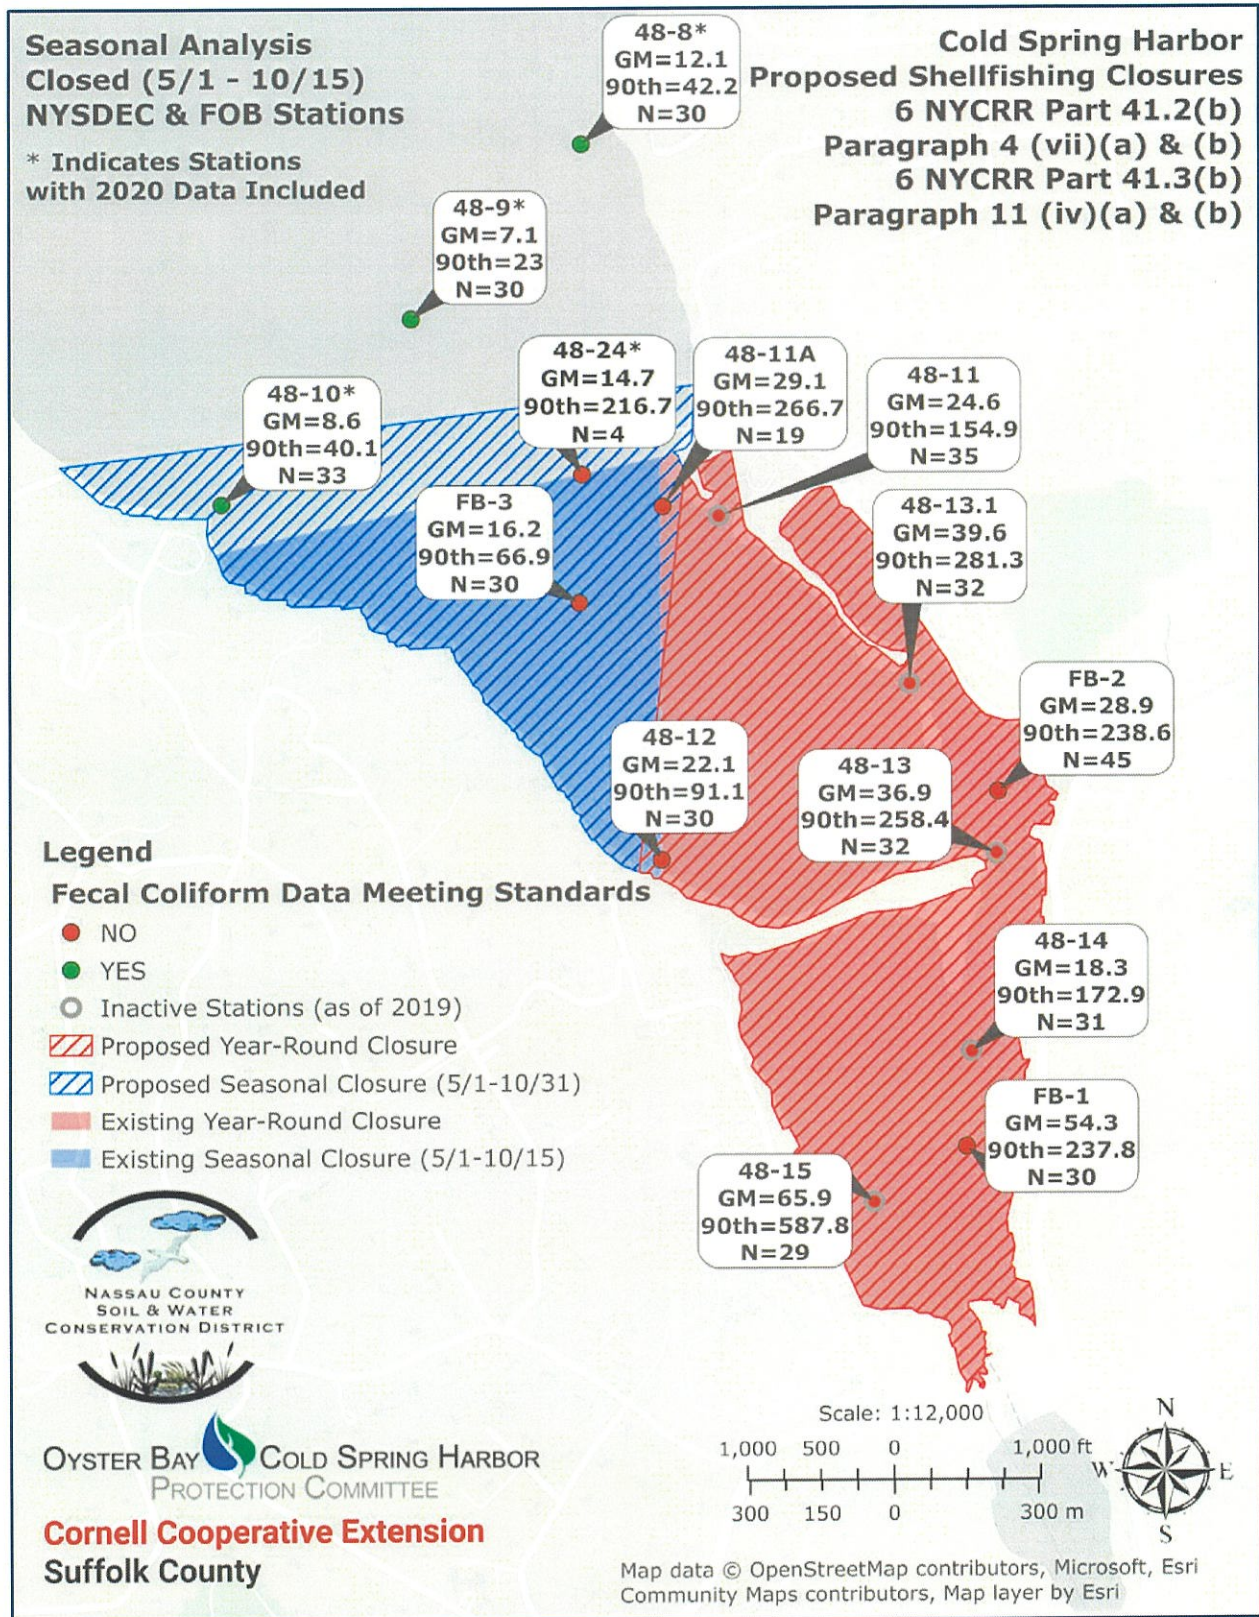 Seasonal Analysis
Closed (5/1 - 10/15)
NYSDEC & FOB Stations
* Indicates Stations
with 2020 Data Included
Cold Spring Harbor
Proposed Shellfishing Closures
6 NYCRR Part 41.2(b)
Paragraph 4 (vii)(a) & (b)
6 NYCRR Part 41.3(b)
Paragraph 11 (iv)(a) & (b)
48-8*
GM=12.1
90th=42.2
N=30
48-9*
GM=7.1
90th=23
N=30
48-24*
GM=14.7
90th=216.7
N=4
48-11A
GM=29.1
90th=266.7
N=19
48-11
GM=24.6
90th=154.9
N=35
48-10*
GM=8.6
90th=40.1
N=33
FB-3
GM=16.2
90th=66.9
N=30
48-13.1
GM=39.6
90th=281.3
N=32
FB-2
GM=28.9
90th=238.6
N=45
48-12
GM=22.1
90th=91.1
N=30
48-13
GM=36.9
90th=258.4
N=32
48-14
GM=18.3
90th=172.9
N=31
FB-1
GM=54.3
90th=237.8
N=30
48-15
GM=65.9
90th=587.8
N=29
Legend
Fecal Coliform Data Meeting Standards
NO
YES
Inactive Stations (as of 2019)
Proposed Year-Round Closure
Proposed Seasonal Closure (5/1-10/31)
Existing Year-Round Closure
Existing Seasonal Closure (5/1-10/15)
NASSAU COUNTY
SOIL & WATER
CONSERVATION DISTRICT
OYSTER BAY COLD SPRING HARBOR
PROTECTION COMMITTEE
Cornell Cooperative Extension
Suffolk County
Scale: 1:12,000
1,000 500 0 1,000 ft
300 150 0 300 m
N
W E
S
Map data © OpenStreetMap contributors, Microsoft, Esri
Community Maps contributors, Map layer by Esri